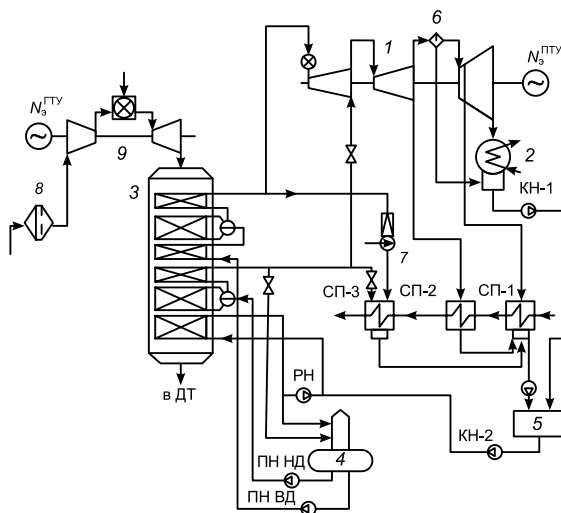 6
1
N_э^ГТУ
N_э^ПТУ
9
2
8
3
КН-1
7
СП-3
СП-2
СП-1
РН
в ДТ
5
КН-2
4
ПН НД
ПН ВД